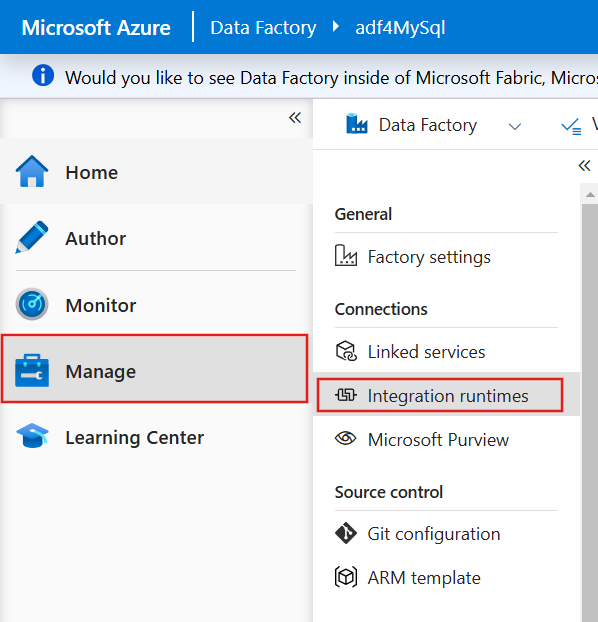 Microsoft Azure Data Factory adf4MySql
Would you like to see Data Factory inside of Microsoft Fabric,
Home
Author
Monitor
Manage
Learning Center
Data Factory
General
Factory settings
Connections
Linked services
Integration runtimes
Microsoft Purview
Source control
Git configuration
ARM template